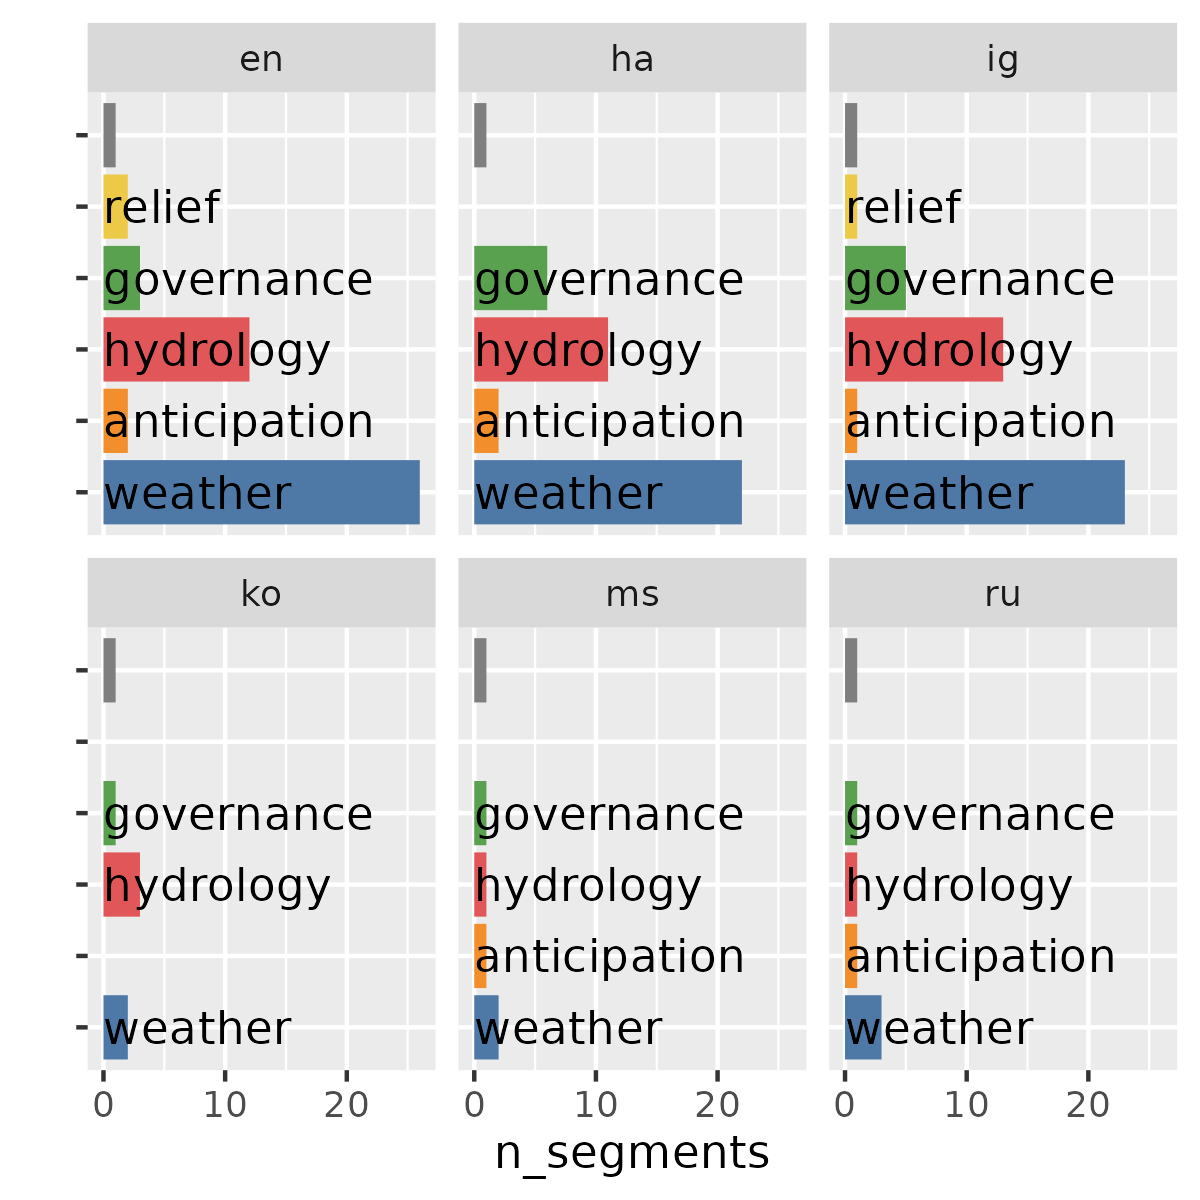 en
relief
governance
hydrology
anticipation
weather
ha
governance
hydrology
anticipation
weather
ig
relief
governance
hydrology
anticipation
weather
ko
governance
hydrology
weather
0 10 20
ms
governance
hydrology
anticipation
weather
0 10 20
ru
governance
hydrology
anticipation
weather
0 10 20
n_segments